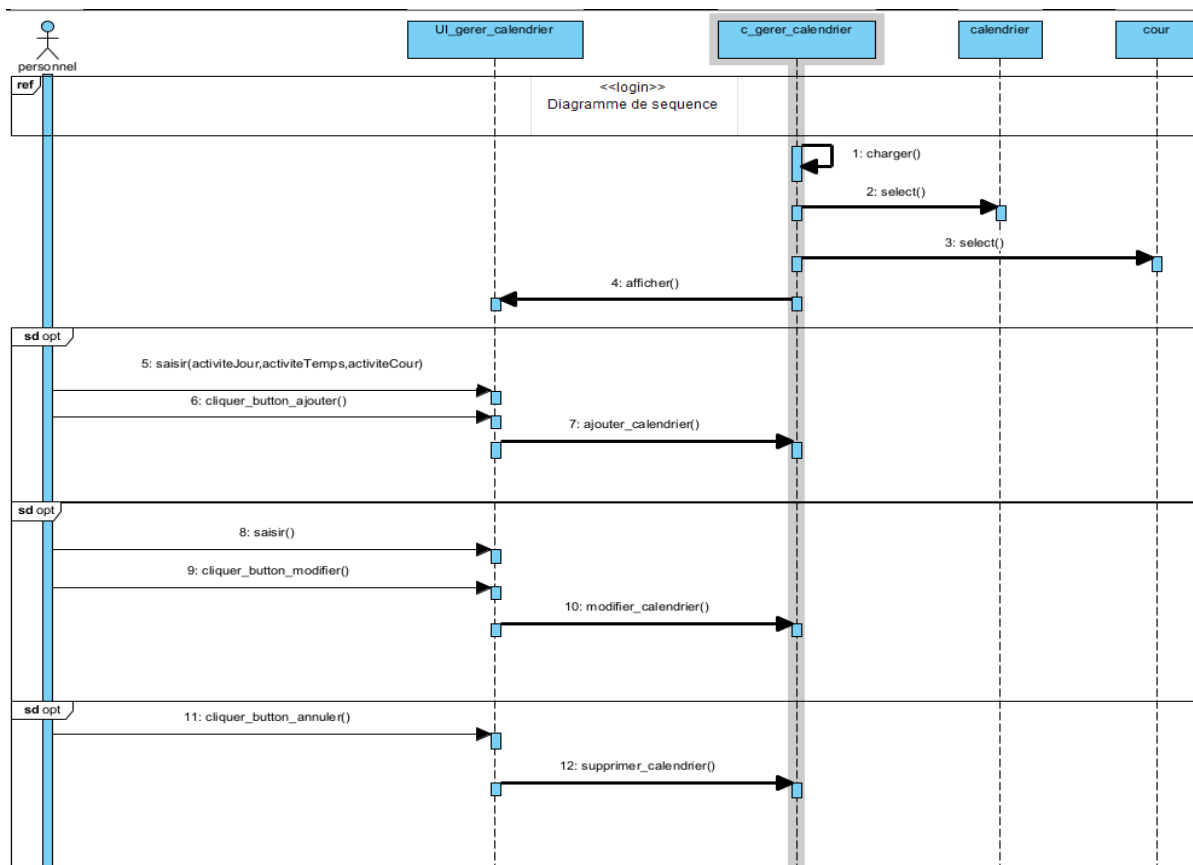 UI_gerer_calendrier
c_gerer_calendrier
calendrier
cour
personnel
ref
<<login>>
Diagramme de sequence
1: charger()
2: select()
3: select()
4: afficher()
sd opt
5: saisir(activiteJour,activiteTemps,activiteCour)
6: cliquer_button_ajouter()
7: ajouter_calendrier()
sd opt
8: saisir()
9: cliquer_button_modifier()
10: modifier_calendrier()
sd opt
11: cliquer_button_annuler()
12: supprimer_calendrier()